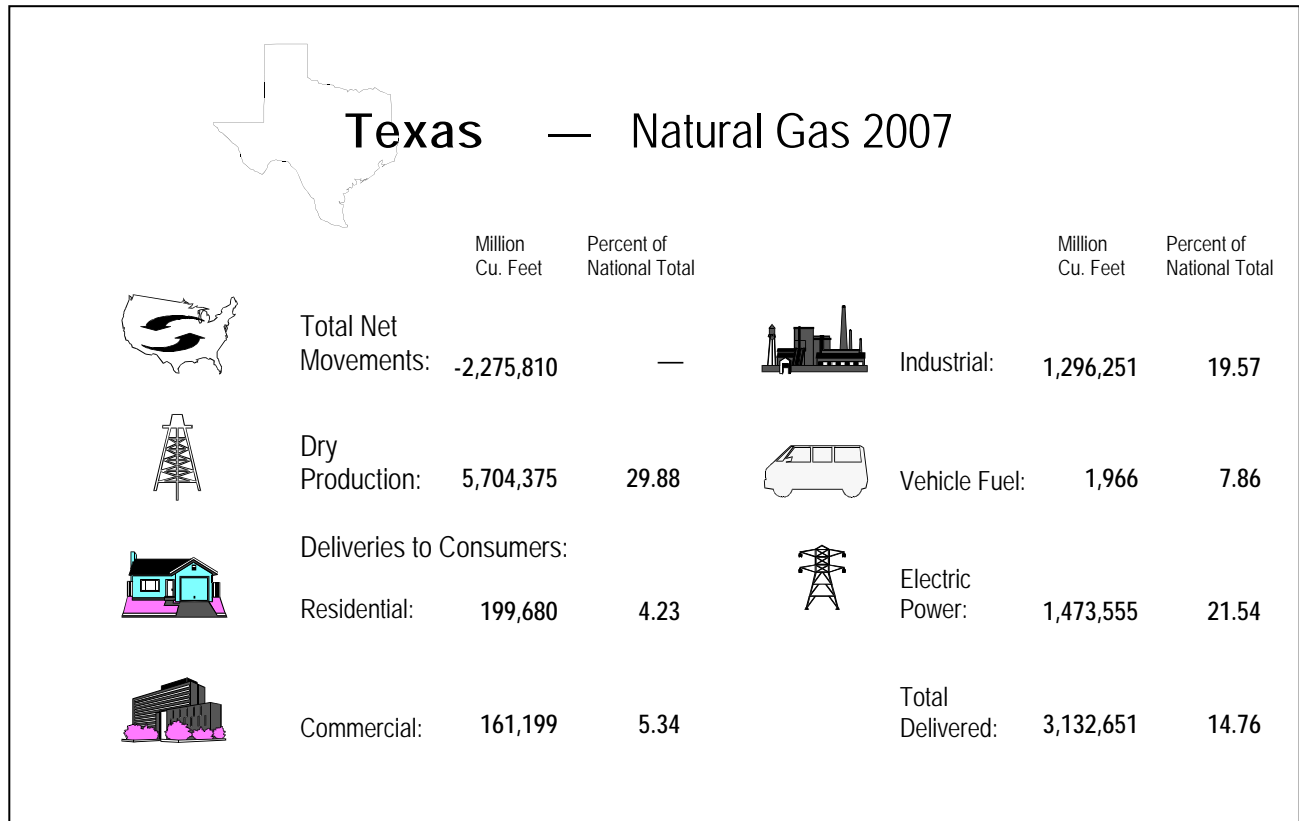 Texas — Natural Gas 2007
Million
Cu. Feet
Percent of
National Total
Total Net
Movements: -2,275,810 —
Dry
Production: 5,704,375 29.88
Deliveries to Consumers:
Residential: 199,680 4.23
Commercial: 161,199 5.34
Million
Cu. Feet
Percent of
National Total
Industrial: 1,296,251 19.57
Vehicle Fuel: 1,966 7.86
Electric
Power: 1,473,555 21.54
Total
Delivered: 3,132,651 14.76